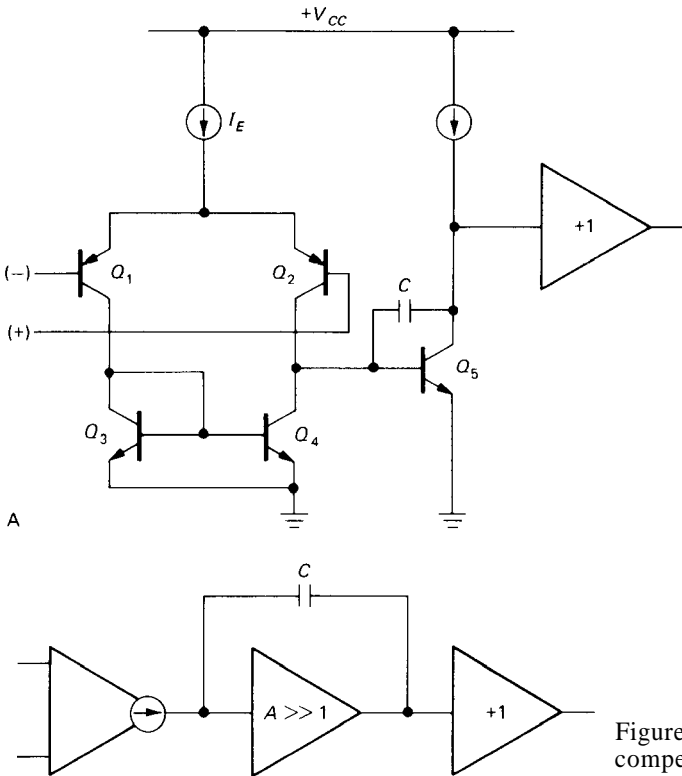 +V_CC
I_E
+1
(−)
Q_1
Q_2
C
(+)
Q_5
Q_3
Q_4
A
C
A >> 1
+1
Figure
compe